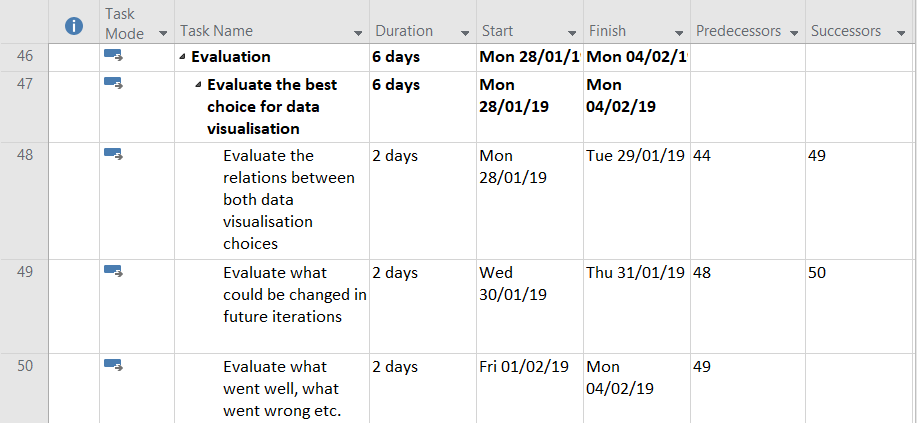 Task
Mode Task Name Duration Start Finish Predecessors Successors
46 Evaluation 6 days Mon 28/01/1 Mon 04/02/1
47 Evaluate the best 6 days Mon Mon
choice for data 28/01/19 04/02/19
visualisation
48 Evaluate the 2 days Mon Tue 29/01/19 44 49
relations between 28/01/19
both data
visualisation
choices
49 Evaluate what 2 days Wed Thu 31/01/19 48 50
could be changed in 30/01/19
future iterations
50 Evaluate what 2 days Fri 01/02/19 Mon 49
went well, what 04/02/19
went wrong etc.